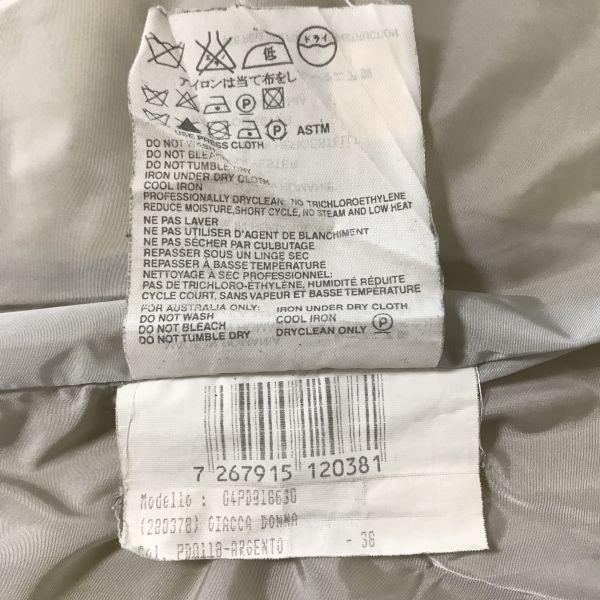 低 ドライ
アイロンは当て布をし
P
P ASTM
USE PRESS CLOTH
DO NOT WASH
DO NOT BLEACH
DO NOT TUMBLE DRY
IRON UNDER DRY CLOTH
COOL IRON
PROFESSIONALLY DRYCLEAN: NO TRICHLOROETHYLENE
REDUCE MOISTURE, SHORT CYCLE, NO STEAM AND LOW HEAT
NE PAS LAVER
NE PAS UTILISER D'AGENT DE BLANCHIMENT
NE PAS SÉCHER PAR CULBUTAGE
REPASSER SOUS UN LINGE SEC
REPASSER À BASSE TEMPÉRATURE
NETTOYAGE À SEC PROFESSIONNEL:
PAS DE TRICHLORO-ÉTHYLÈNE, HUMIDITÉ RÉDUITE
CYCLE COURT, SANS VAPEUR ET BASSE TEMPÉRATURE
FOR AUSTRALIA ONLY: IRON UNDER DRY CLOTH
DO NOT WASH COOL IRON
DO NOT BLEACH DRYCLEAN ONLY P
DO NOT TUMBLE DRY
7 267915 120381
Modello : G4PD316630
(280378) GIACCA DONNA
Col. PD0118-ARGENTO - 38